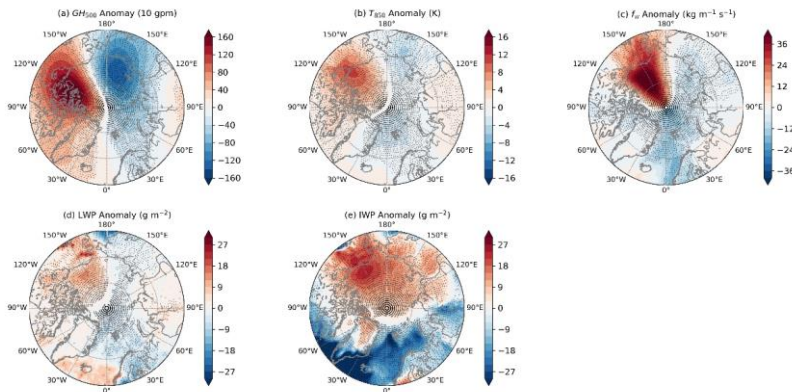 (a) GH500 Anomay (10 gpm)
180°
150°W
150°E
120°W
120°E
90°W
90°E
60°W
60°E
30°W
30°E
0°
160
120
80
40
0
−40
−80
−120
−160
(b) T850 Anomaly (K)
180°
150°W
150°E
120°W
120°E
90°W
90°E
60°W
60°E
30°W
30°E
0°
16
12
8
4
0
−4
−8
−12
−16
(c) fw Anomaly (kg m−1 s−1)
180°
150°W
150°E
120°W
120°E
90°W
90°E
60°W
60°E
30°W
30°E
0°
36
24
12
0
−12
−24
−36
(d) LWP Anomaly (g m−2)
180°
150°W
150°E
120°W
120°E
90°W
90°E
60°W
60°E
30°W
30°E
0°
27
18
9
0
−9
−18
−27
(e) IWP Anomaly (g m−2)
180°
150°W
150°E
120°W
120°E
90°W
90°E
60°W
60°E
30°W
30°E
0°
27
18
9
0
−9
−18
−27